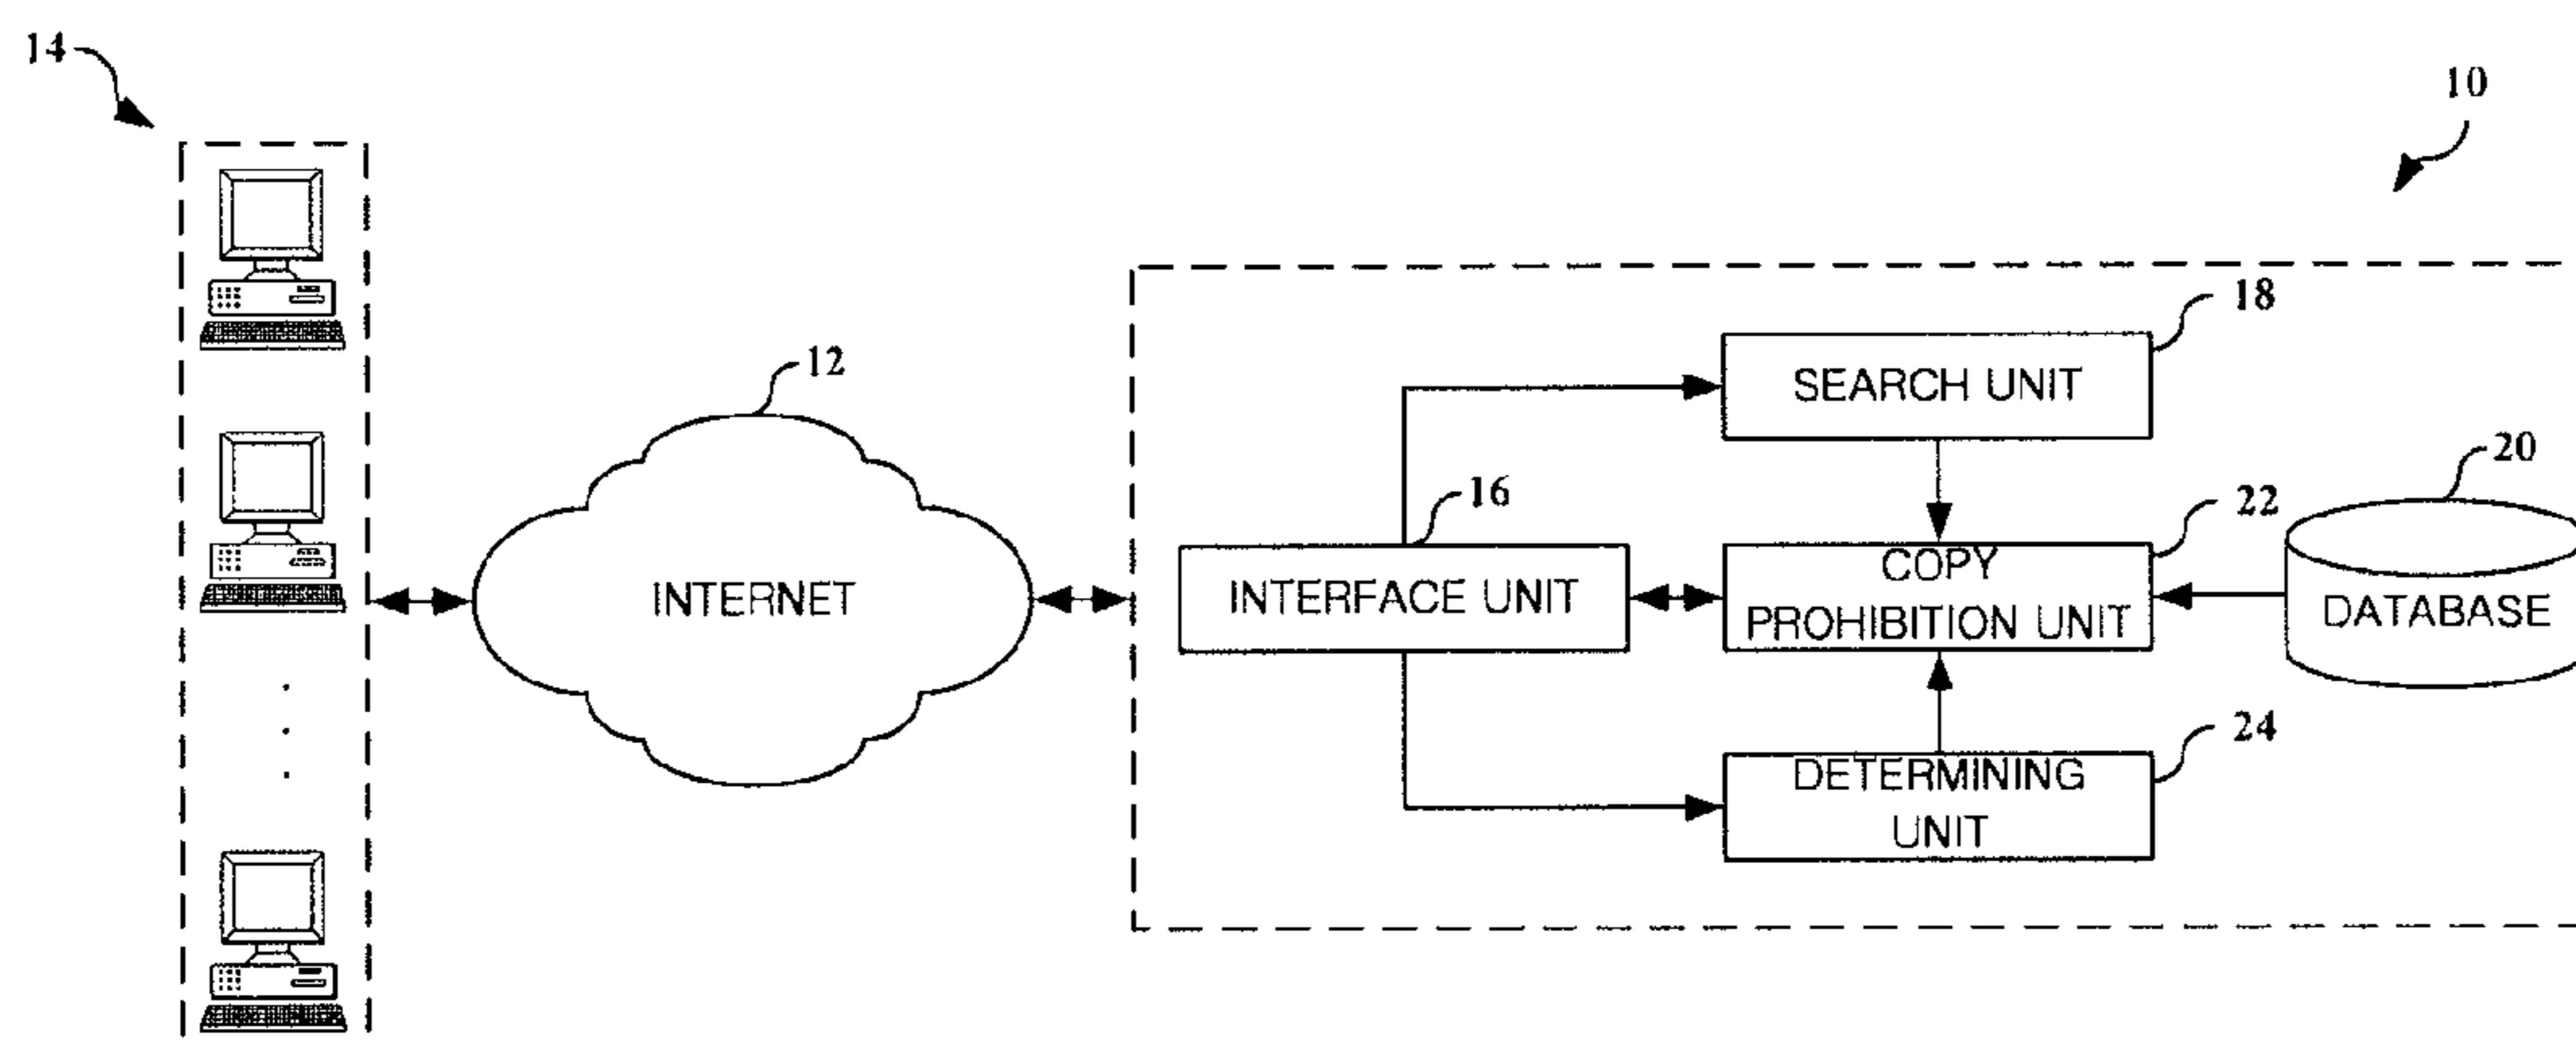 14
10
18
12
SEARCH UNIT
20
16
22
COPY
PROHIBITION UNIT
INTERFACE UNIT
INTERNET
DATABASE
24
DETERMINING
UNIT